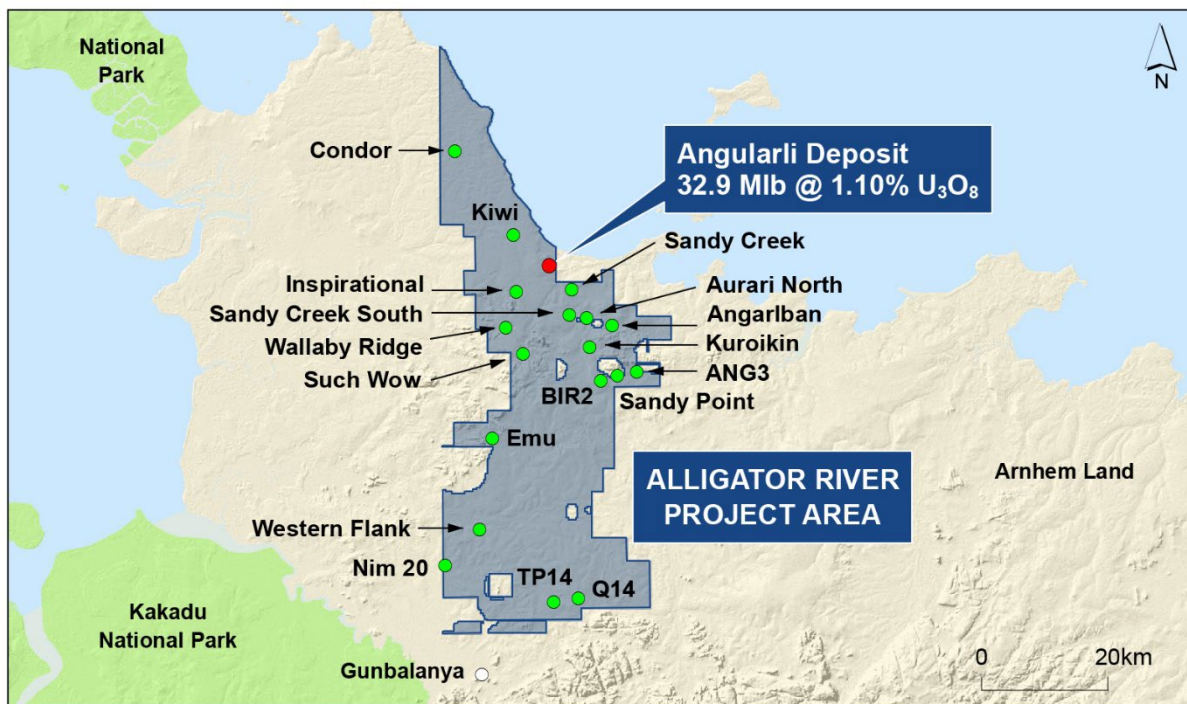 National
Park
N
Condor
Angularli Deposit
32.9 Mlb @ 1.10% U₃O₈
Kiwi
Sandy Creek
Inspirational
Aurari North
Sandy Creek South
Angarlban
Wallaby Ridge
Kuroikin
Such Wow
ANG3
BIR2
Sandy Point
Emu
ALLIGATOR RIVER
PROJECT AREA
Arnhem Land
Western Flank
Nim 20
TP14
Q14
Kakadu
National Park
Gunbalanya
0 20km